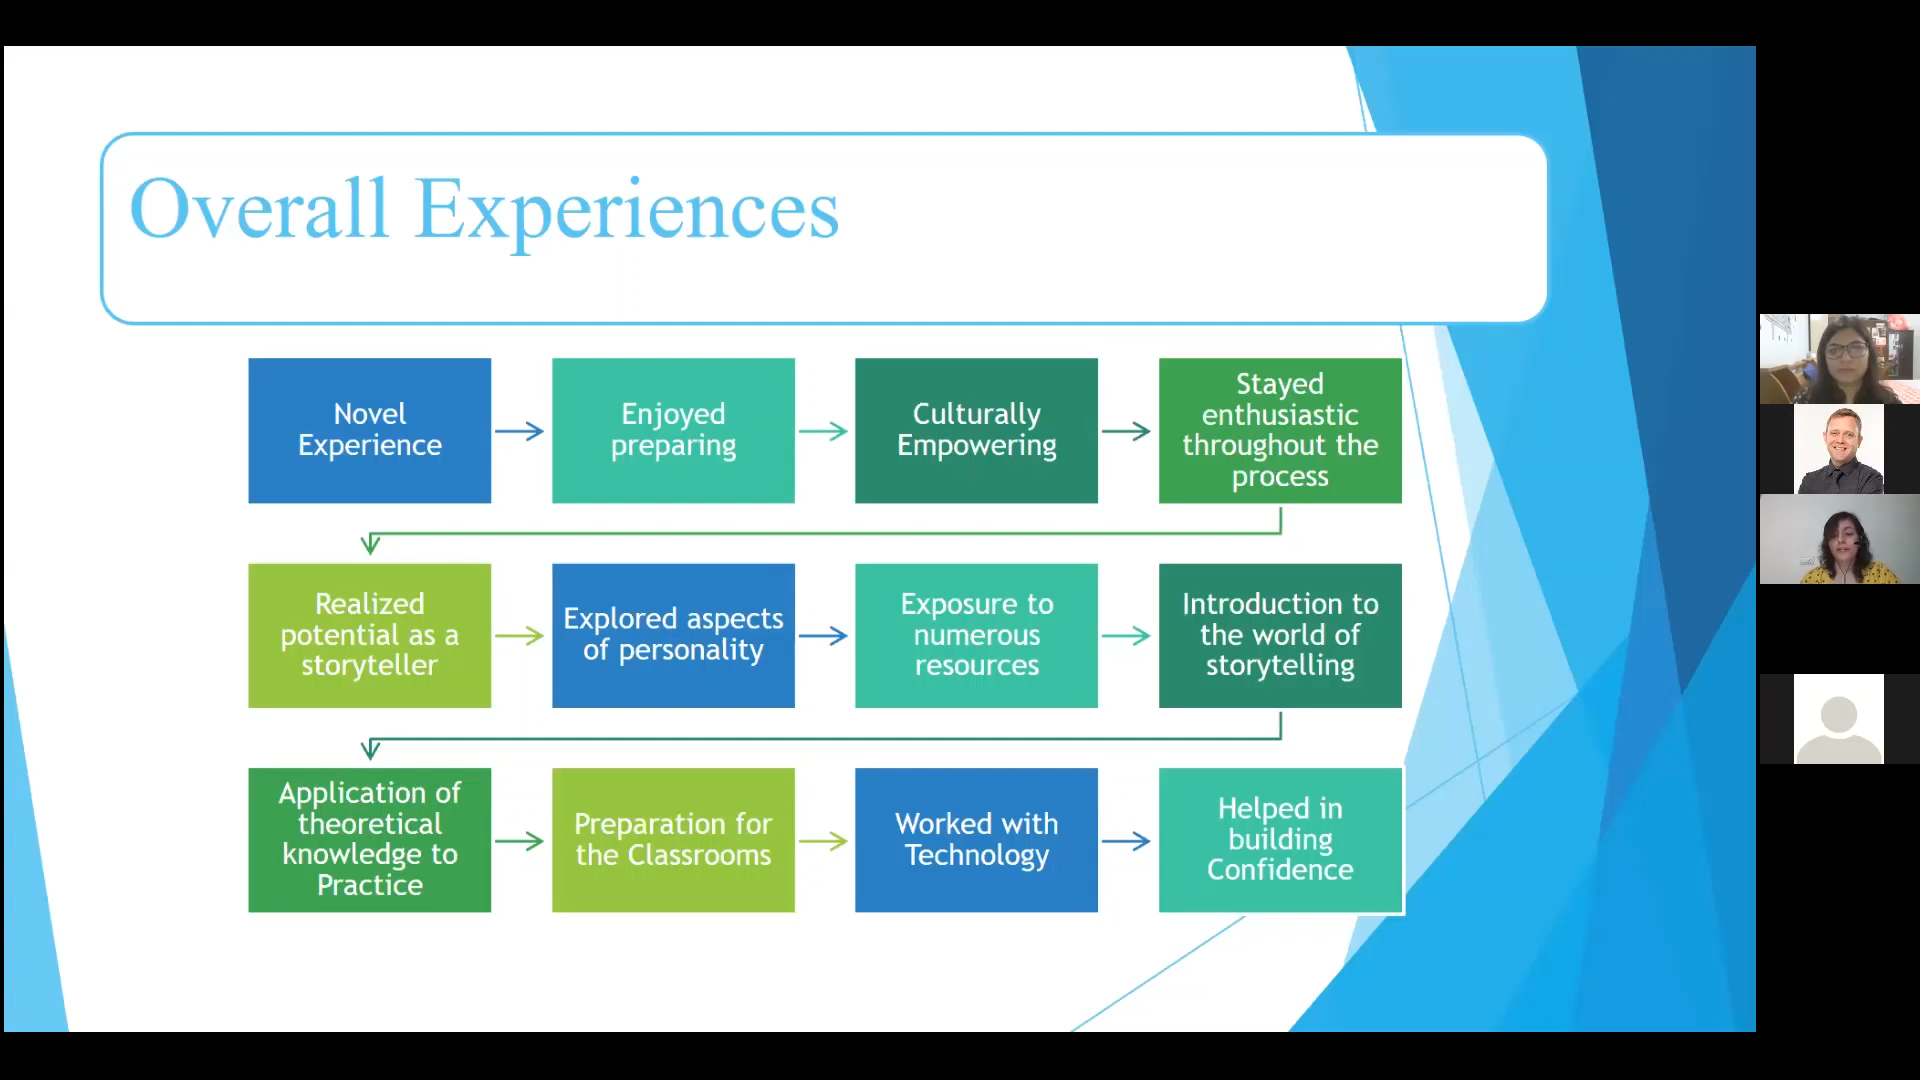 Overall Experiences
Novel
Experience
Enjoyed
preparing
Culturally
Empowering
Stayed
enthusiastic
throughout the
process
Realized
potential as a
storyteller
Explored aspects
of personality
Exposure to
numerous
resources
Introduction to
the world of
storytelling
Application of
theoretical
knowledge to
Practice
Preparation for
the Classrooms
Worked with
Technology
Helped in
building
Confidence